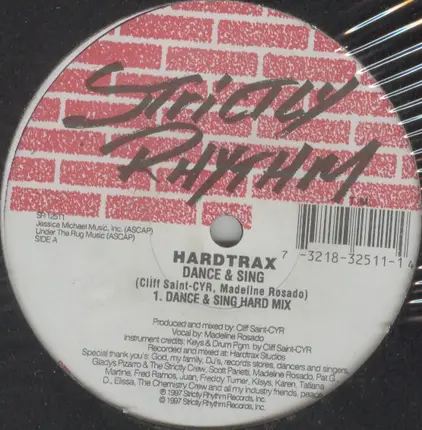 STRICTLY
RHYTHM
T.M.
SR 12511
Jessica Michael Music, Inc. (ASCAP)
Under The Rug Music (ASCAP)
SIDE A
HARDTRAX
7 -3218-32511-1 4
DANCE & SING
(Cliff Saint-CYR, Madeline Rosado)
1. DANCE & SING HARD MIX
Produced and mixed by: Cliff Saint-CYR
Vocal by: Madeline Rosado
Instrument credits: Keys & Drum Pgm. by Cliff Saint-CYR
Recorded and mixed at: Hardtrax Studios
Special thank you's: God, my family, DJ's, records stores, dancers and singers,
Gladys Pizarro & The Strictly Crew, Scott Parietti, Madeline Rosado, Pat G.,
Martine, Fred Ramos, Juan, Freddy Turner, Kilsys, Karen, Tatiana
D., Elissa, The Chemistry Crew and all my industry friends, peace.
℗ 1997 Strictly Rhythm Records, Inc.
© 1997 Strictly Rhythm Records, Inc.